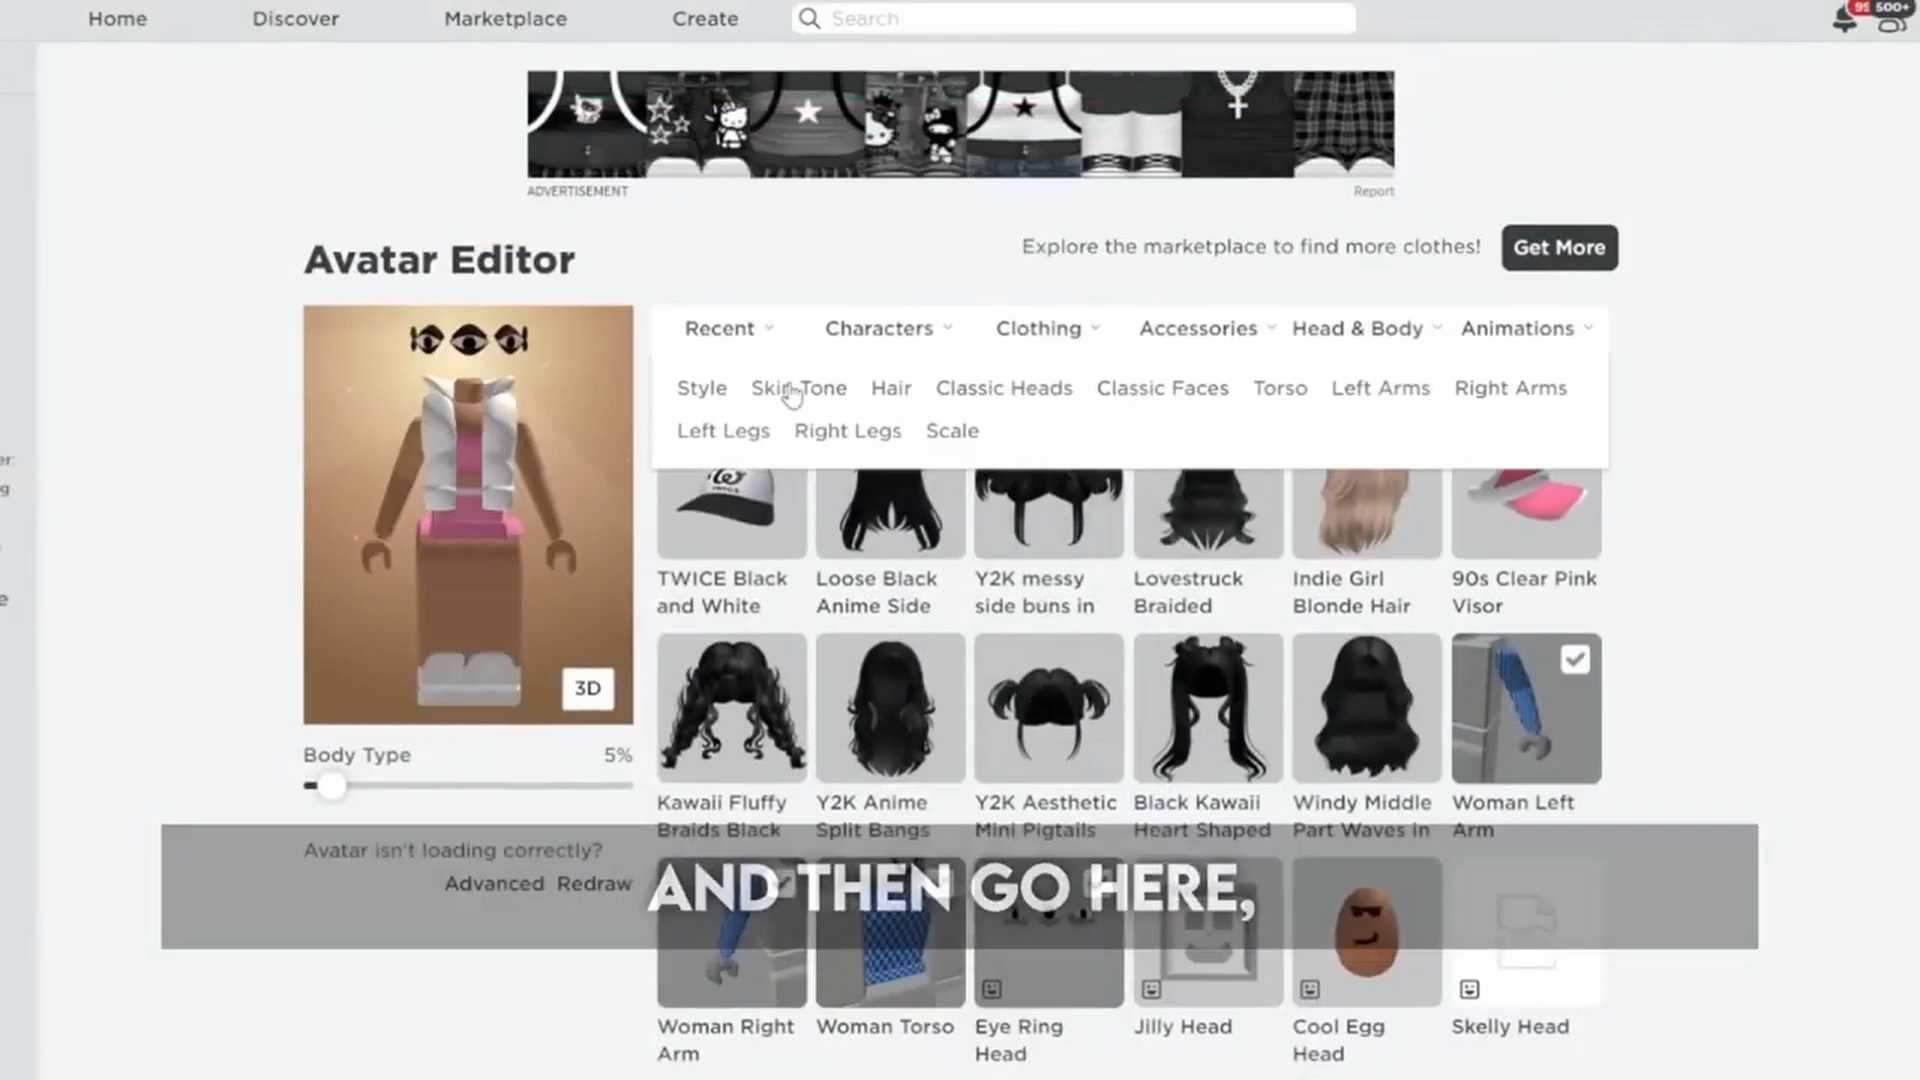 Home Discover Marketplace Create Search 99 500+
ADVERTISEMENT Report
Avatar Editor
Explore the marketplace to find more clothes! Get More
Recent Characters Clothing Accessories Head & Body Animations
Style Skin Tone Hair Classic Heads Classic Faces Torso Left Arms Right Arms
Left Legs Right Legs Scale
TWICE Black and White
Loose Black Anime Side
Y2K messy side buns in
Lovestruck Braided
Indie Girl Blonde Hair
90s Clear Pink Visor
3D
Body Type 5%
Kawaii Fluffy Braids Black
Y2K Anime Split Bangs
Y2K Aesthetic Mini Pigtails
Black Kawaii Heart Shaped
Windy Middle Part Waves in
Woman Left Arm
Avatar isn't loading correctly?
Advanced Redraw
AND THEN GO HERE,
Woman Right Arm
Woman Torso
Eye Ring Head
Jilly Head
Cool Egg Head
Skelly Head